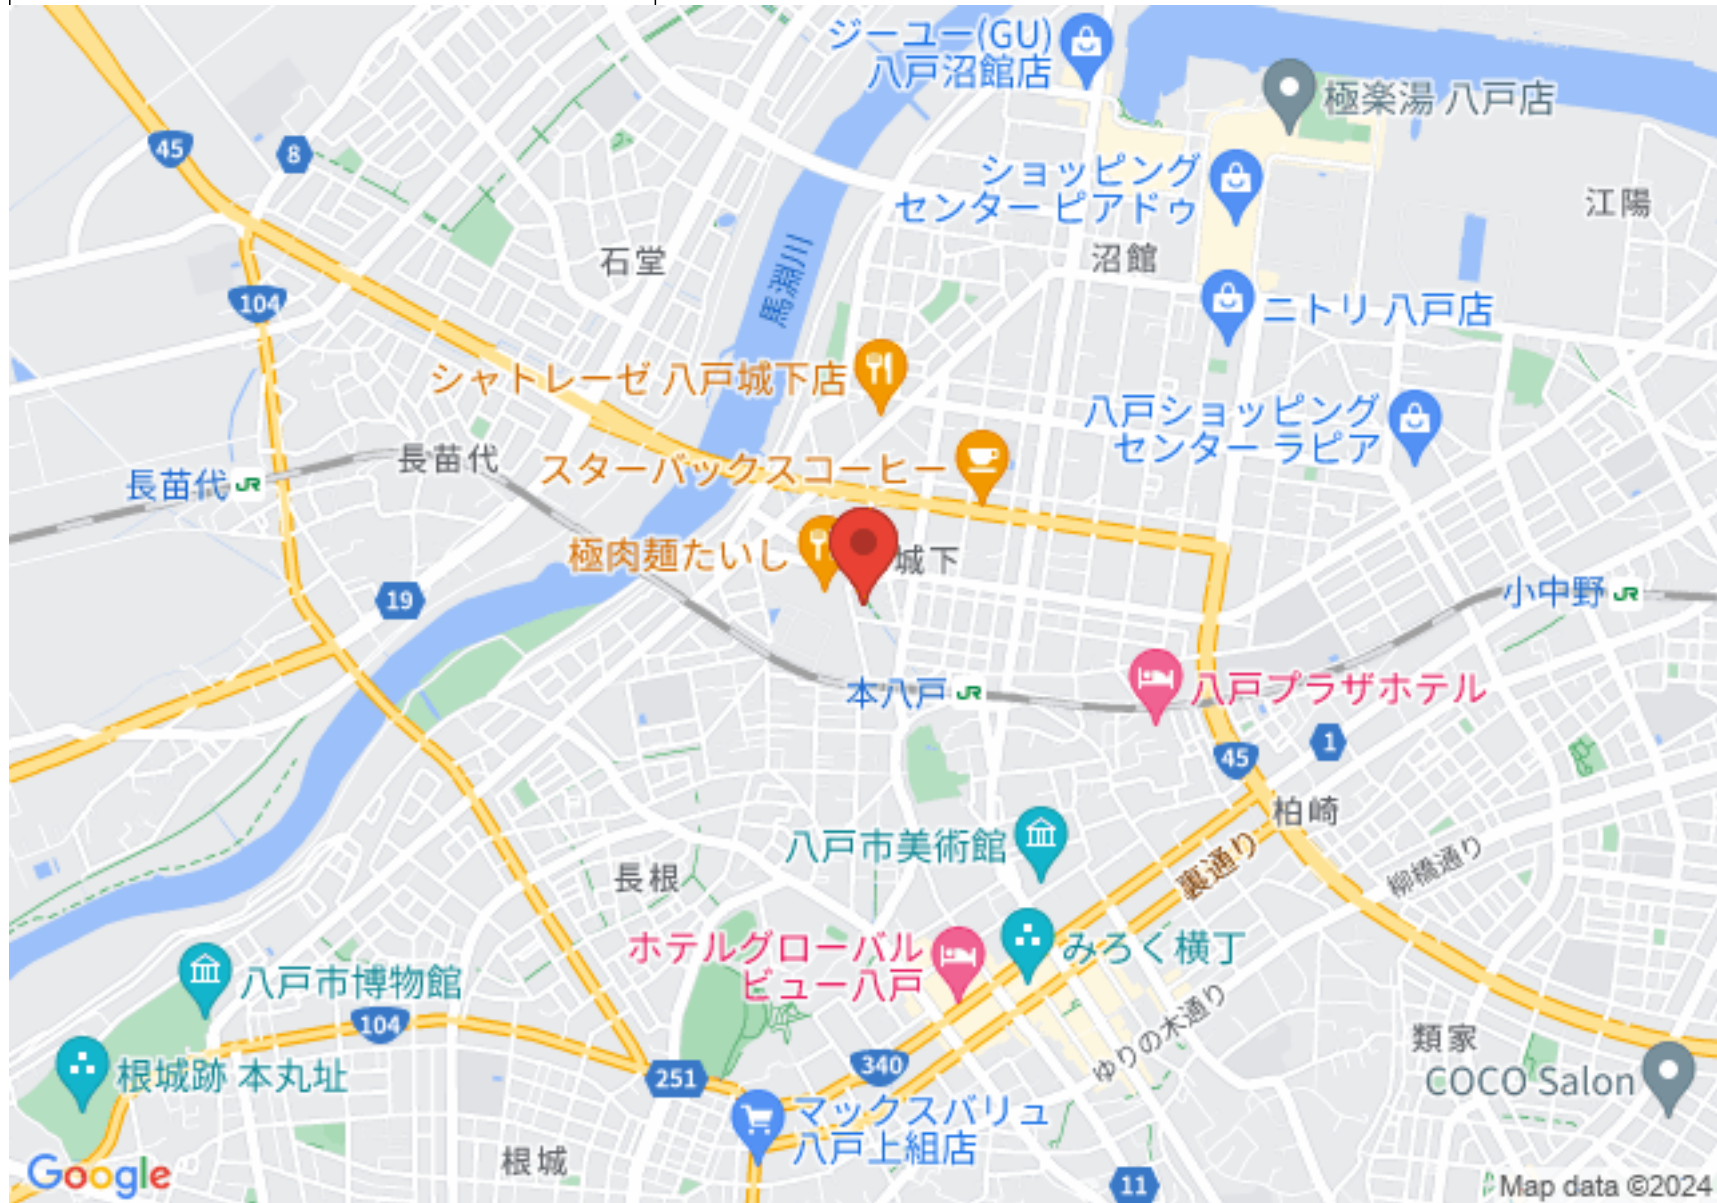 ジーユー(GU)
八戸沼館店
極楽湯 八戸店
45
8
ショッピング
センター ピアドゥ
江陽
石堂
沼館
馬淵川
104
ニトリ 八戸店
シャトレーゼ 八戸城下店
八戸ショッピング
センター ラピア
長苗代
スターバックスコーヒー
長苗代 JR
極肉麺たいし
城下
19
小中野 JR
本八戸 JR
八戸プラザホテル
1
45
柏崎
八戸市美術館
裏通り
柳橋通り
長根
ホテルグローバル
ビュー八戸
みろく横丁
八戸市博物館
104
ゆりの木通り
類家
340
根城跡 本丸址
251
COCO Salon
マックスバリュ
八戸上組店
根城
11
Google
Map data ©2024